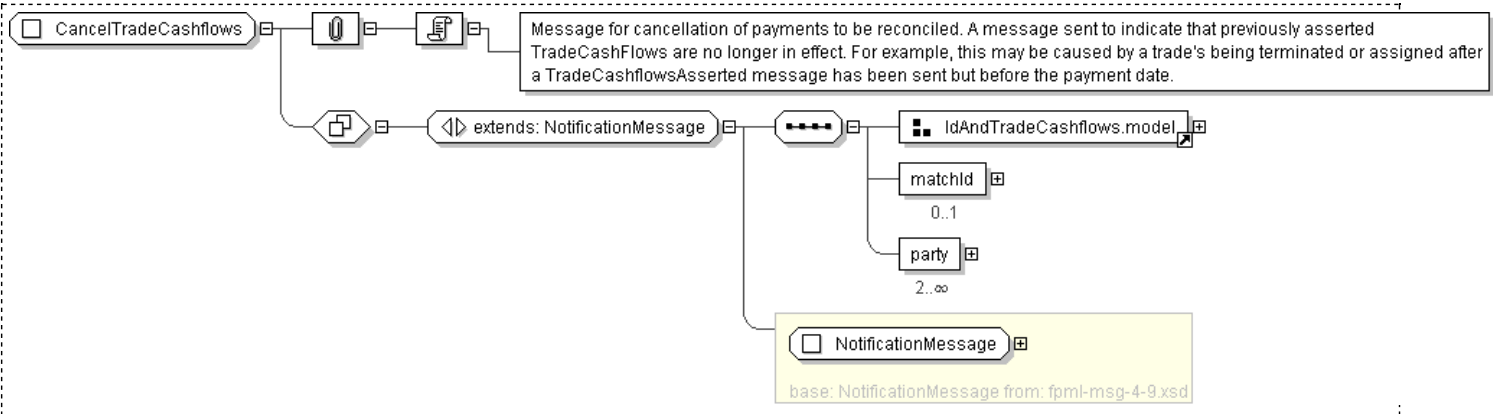 CancelTradeCashflows
Message for cancellation of payments to be reconciled. A message sent to indicate that previously asserted
TradeCashFlows are no longer in effect. For example, this may be caused by a trade's being terminated or assigned after
a TradeCashflowsAsserted message has been sent but before the payment date.
extends: NotificationMessage
IdAndTradeCashflows.model
matchId
0..1
party
2..∞
NotificationMessage
base: NotificationMessage from: fpml-msg-4-9.xsd